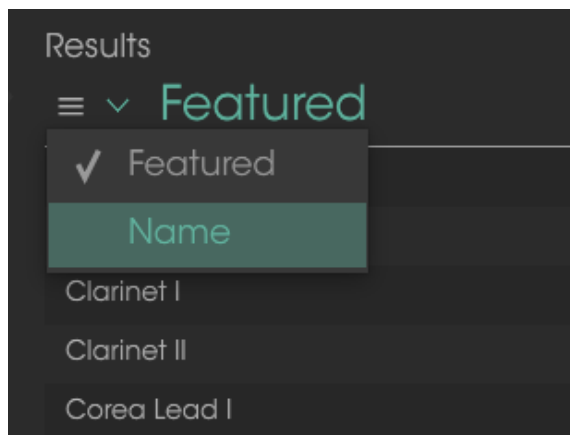 Results
Featured
Featured
Name
Clarinet I
Clarinet II
Corea Lead I